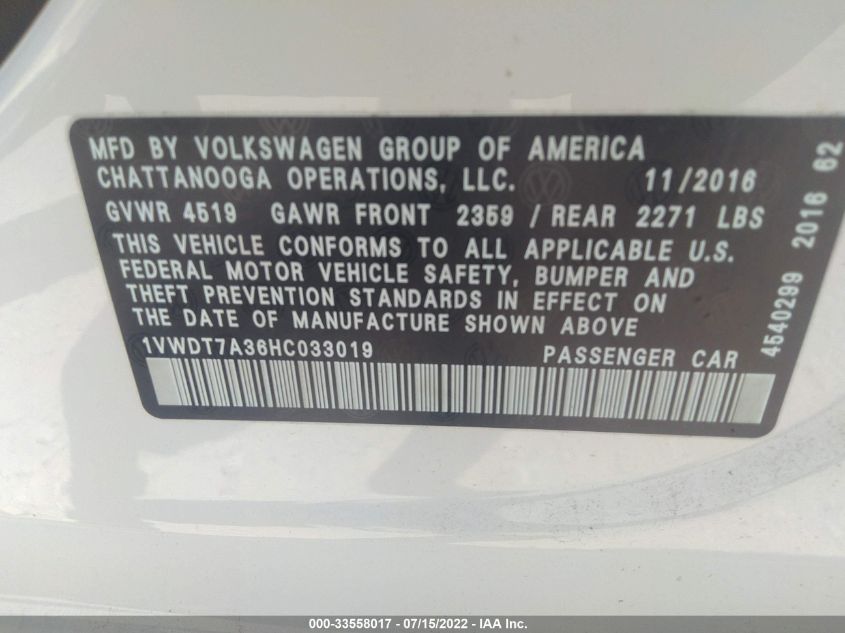 MFD BY VOLKSWAGEN GROUP OF AMERICA
CHATTANOOGA OPERATIONS, LLC. 11/2016
GVWR 4519 GAWR FRONT 2359 / REAR 2271 LBS
THIS VEHICLE CONFORMS TO ALL APPLICABLE U.S.
FEDERAL MOTOR VEHICLE SAFETY, BUMPER AND
THEFT PREVENTION STANDARDS IN EFFECT ON
THE DATE OF MANUFACTURE SHOWN ABOVE
1VWDT7A36HC033019 PASSENGER CAR
4540299 2016 62
000-33558017 - 07/15/2022 - IAA Inc.